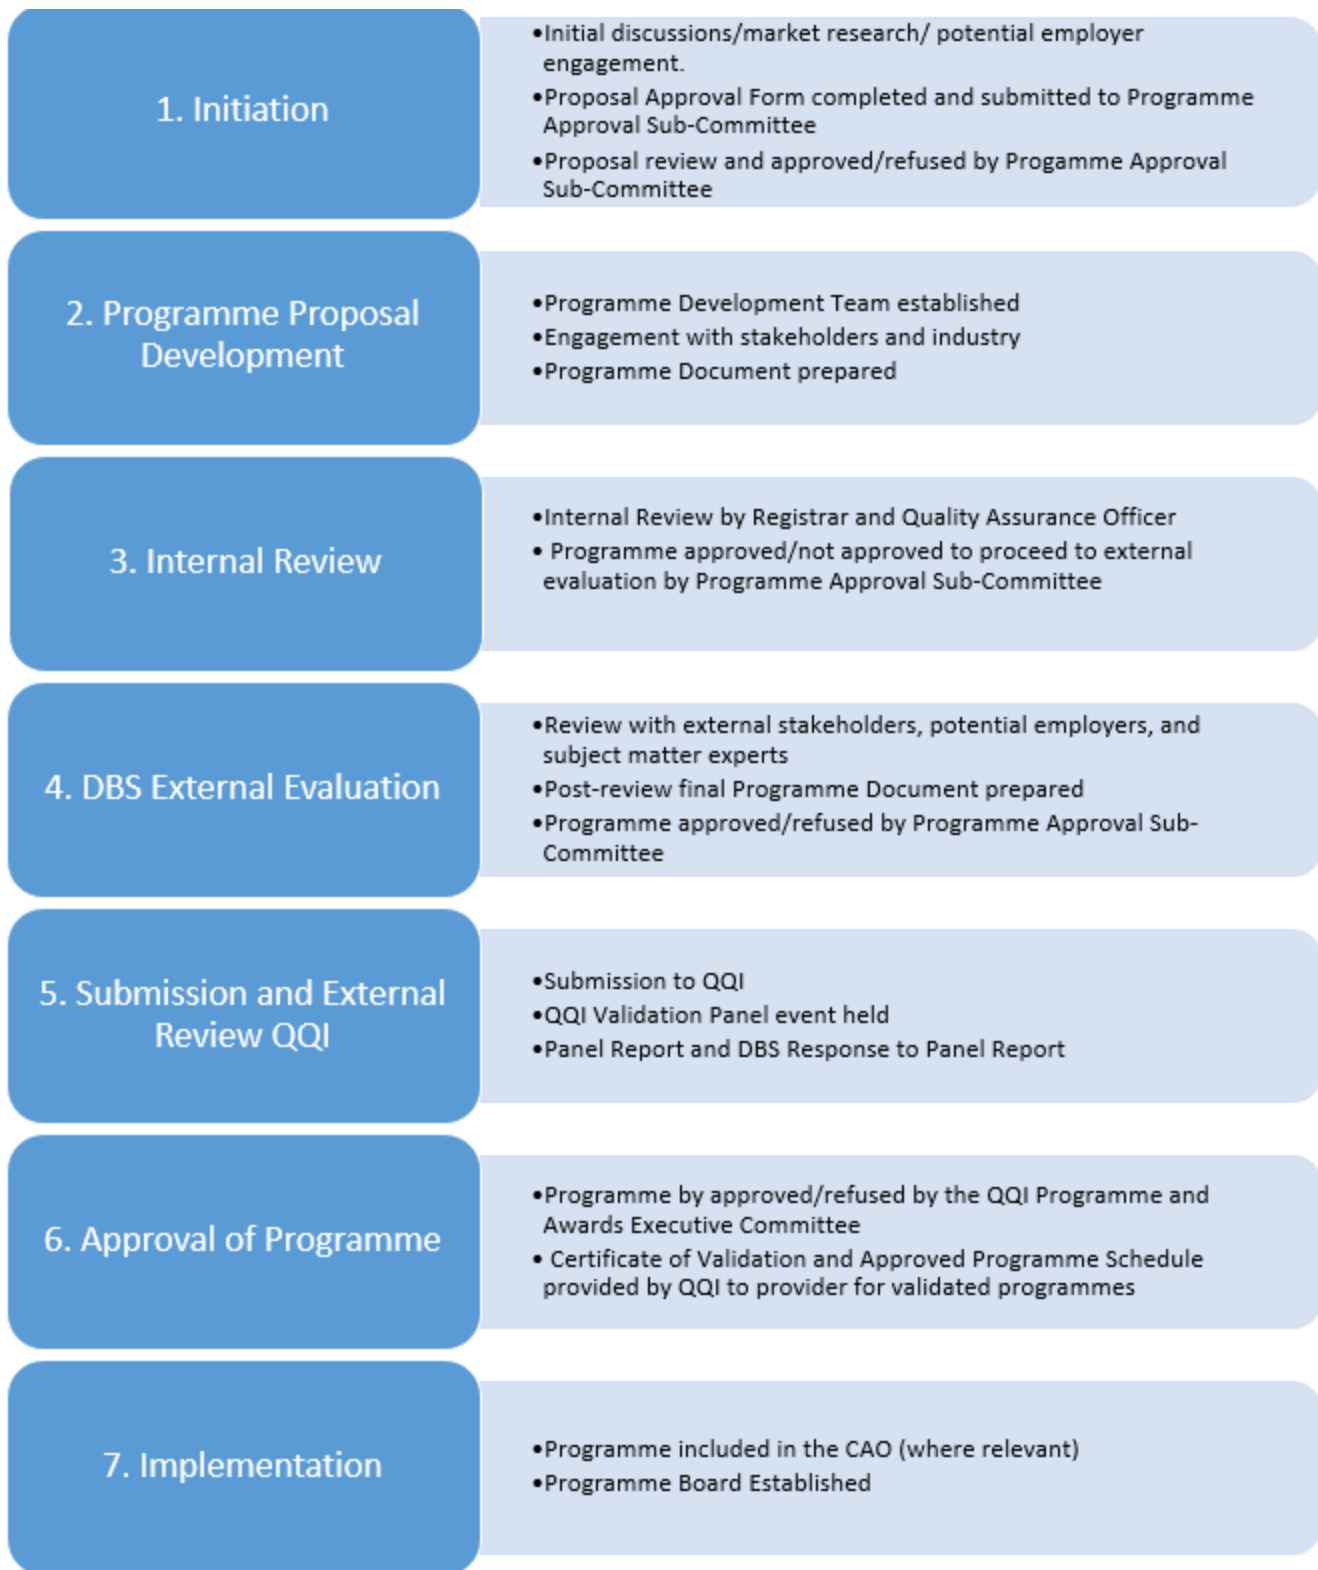 1. Initiation
•Initial discussions/market research/ potential employer
engagement.
•Proposal Approval Form completed and submitted to Programme
Approval Sub-Committee
•Proposal review and approved/refused by Progamme Approval
Sub-Committee
2. Programme Proposal
Development
•Programme Development Team established
•Engagement with stakeholders and industry
•Programme Document prepared
3. Internal Review
•Internal Review by Registrar and Quality Assurance Officer
• Programme approved/not approved to proceed to external
evaluation by Programme Approval Sub-Committee
4. DBS External Evaluation
•Review with external stakeholders, potential employers, and
subject matter experts
•Post-review final Programme Document prepared
•Programme approved/refused by Programme Approval Sub-
Committee
5. Submission and External
Review QQI
•Submission to QQI
•QQI Validation Panel event held
•Panel Report and DBS Response to Panel Report
6. Approval of Programme
•Programme by approved/refused by the QQI Programme and
Awards Executive Committee
• Certificate of Validation and Approved Programme Schedule
provided by QQI to provider for validated programmes
7. Implementation
•Programme included in the CAO (where relevant)
•Programme Board Established